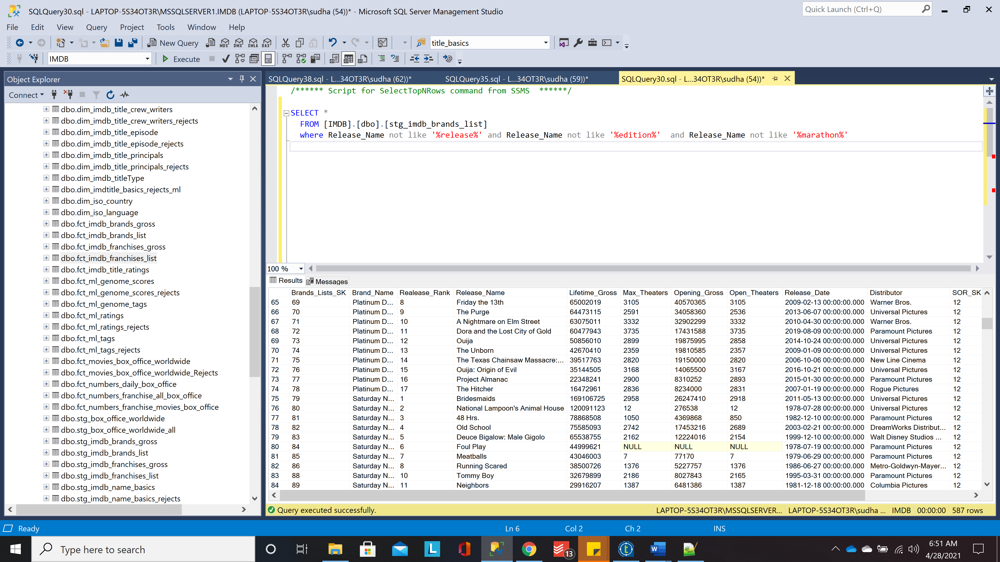 SQLQuery30.sql - LAPTOP-5S34OT3R\MSSQLSERVER1.IMDB (LAPTOP-5S34OT3R\sudha (54))* - Microsoft SQL Server Management Studio
Quick Launch (Ctrl+Q)
File Edit View Query Project Tools Window Help
New Query MDX DMX XMLA DAX title_basics
IMDB Execute
Object Explorer
SQLQuery38.sql - L...34OT3R\sudha (62))* SQLQuery35.sql - L...34OT3R\sudha (59))* SQLQuery30.sql - L...34OT3R\sudha (54))*
Connect
dbo.dim_imdb_title_crew_writers
dbo.dim_imdb_title_crew_writers_rejects
dbo.dim_imdb_title_episode
dbo.dim_imdb_title_episode_rejects
dbo.dim_imdb_title_principals
dbo.dim_imdb_title_principals_rejects
dbo.dim_imdb_titleType
dbo.dim_imdtitle_basics_rejects_ml
dbo.dim_iso_country
dbo.dim_iso_language
dbo.fct_imdb_brands_gross
dbo.fct_imdb_brands_list
dbo.fct_imdb_franchises_gross
dbo.fct_imdb_franchises_list
dbo.fct_imdb_title_ratings
dbo.fct_ml_genome_scores
dbo.fct_ml_genome_scores_rejects
dbo.fct_ml_genome_tags
dbo.fct_ml_ratings
dbo.fct_ml_ratings_rejects
dbo.fct_ml_tags
dbo.fct_ml_tags_rejects
dbo.fct_movies_box_office_worldwide
dbo.fct_movies_box_office_worldwide_Rejects
dbo.fct_numbers_daily_box_office
dbo.fct_numbers_franchise_all_box_office
dbo.fct_numbers_franchise_movies_box_office
dbo.stg_box_office_worldwide
dbo.stg_box_office_worldwide_all
dbo.stg_imdb_brands_gross
dbo.stg_imdb_brands_list
dbo.stg_imdb_franchises_gross
dbo.stg_imdb_franchises_list
dbo.stg_imdb_name_basics
dbo.stg_imdb_name_basics_rejects
/****** Script for SelectTopNRows command from SSMS ******/
SELECT *
FROM [IMDB].[dbo].[stg_imdb_brands_list]
where Release_Name not like '%release%' and Release_Name not like '%edition%' and Release_Name not like '%marathon%'
100 %
Results Messages
Brands_Lists_SK Brand_Name Realease_Rank Release_Name Lifetime_Gross Max_Theaters Opening_Gross Open_Theaters Release_Date Distributor SOR_SK
65 69 Platinum D... 8 Friday the 13th 65002019 3105 40570365 3105 2009-02-13 00:00:00.000 Warner Bros. 12
66 70 Platinum D... 9 The Purge 64473115 2591 34058360 2536 2013-06-07 00:00:00.000 Universal Pictures 12
67 71 Platinum D... 10 A Nightmare on Elm Street 63075011 3332 32902299 3332 2010-04-30 00:00:00.000 Warner Bros. 12
68 72 Platinum D... 11 Dora and the Lost City of Gold 60477943 3735 17431588 3735 2019-08-09 00:00:00.000 Paramount Pictures 12
69 73 Platinum D... 12 Ouija 50856010 2899 19875995 2858 2014-10-24 00:00:00.000 Universal Pictures 12
70 74 Platinum D... 13 The Unborn 42670410 2359 19810585 2357 2009-01-09 00:00:00.000 Universal Pictures 12
71 75 Platinum D... 14 The Texas Chainsaw Massacre:... 39517763 2820 19150000 2820 2006-10-06 00:00:00.000 New Line Cinema 12
72 76 Platinum D... 15 Ouija: Origin of Evil 35144505 3168 14065500 3167 2016-10-21 00:00:00.000 Universal Pictures 12
73 77 Platinum D... 16 Project Almanac 22348241 2900 8310252 2893 2015-01-30 00:00:00.000 Paramount Pictures 12
74 78 Platinum D... 17 The Hitcher 16472961 2836 8234000 2831 2007-01-19 00:00:00.000 Rogue Pictures 12
75 79 Saturday N... 1 Bridesmaids 169106725 2958 26247410 2918 2011-05-13 00:00:00.000 Universal Pictures 12
76 80 Saturday N... 2 National Lampoon's Animal House 120091123 12 276538 12 1978-07-28 00:00:00.000 Universal Pictures 12
77 81 Saturday N... 3 48 Hrs. 78868508 1050 4369868 850 1982-12-10 00:00:00.000 Paramount Pictures 12
78 82 Saturday N... 4 Old School 75585093 2742 17453216 2689 2003-02-21 00:00:00.000 DreamWorks Distribut... 12
79 83 Saturday N... 5 Deuce Bigalow: Male Gigolo 65538755 2162 12224016 2154 1999-12-10 00:00:00.000 Walt Disney Studios ... 12
80 84 Saturday N... 6 Foul Play 44999621 NULL NULL NULL 1978-07-19 00:00:00.000 Paramount Pictures 12
81 85 Saturday N... 7 Meatballs 43046003 7 77170 7 1979-06-29 00:00:00.000 Paramount Pictures 12
82 86 Saturday N... 8 Running Scared 38500726 1376 5227757 1376 1986-06-27 00:00:00.000 Metro-Goldwyn-Mayer... 12
83 88 Saturday N... 10 Tommy Boy 32679899 2186 8027843 2165 1995-03-31 00:00:00.000 Paramount Pictures 12
84 89 Saturday N... 11 Neighbors 29916207 1387 6481386 1387 1981-12-18 00:00:00.000 Columbia Pictures 12
Query executed successfully. LAPTOP-5S34OT3R\MSSQLSERVER... LAPTOP-5S34OT3R\sudha ... IMDB 00:00:00 587 rows
Ready Ln 6 Col 2 Ch 2 INS
Type here to search L 13 t W 6:51 AM
4/28/2021